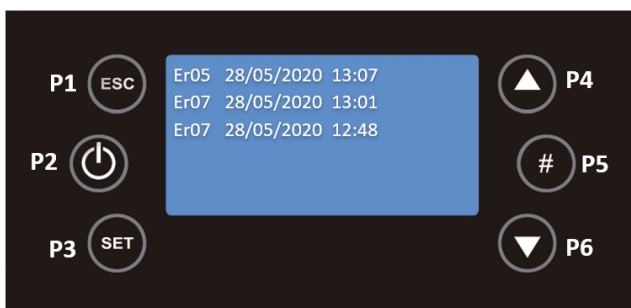 P1 ESC
Er05 28/05/2020 13:07
Er07 28/05/2020 13:01
Er07 28/05/2020 12:48
P4
P2
# P5
P3 SET
P6